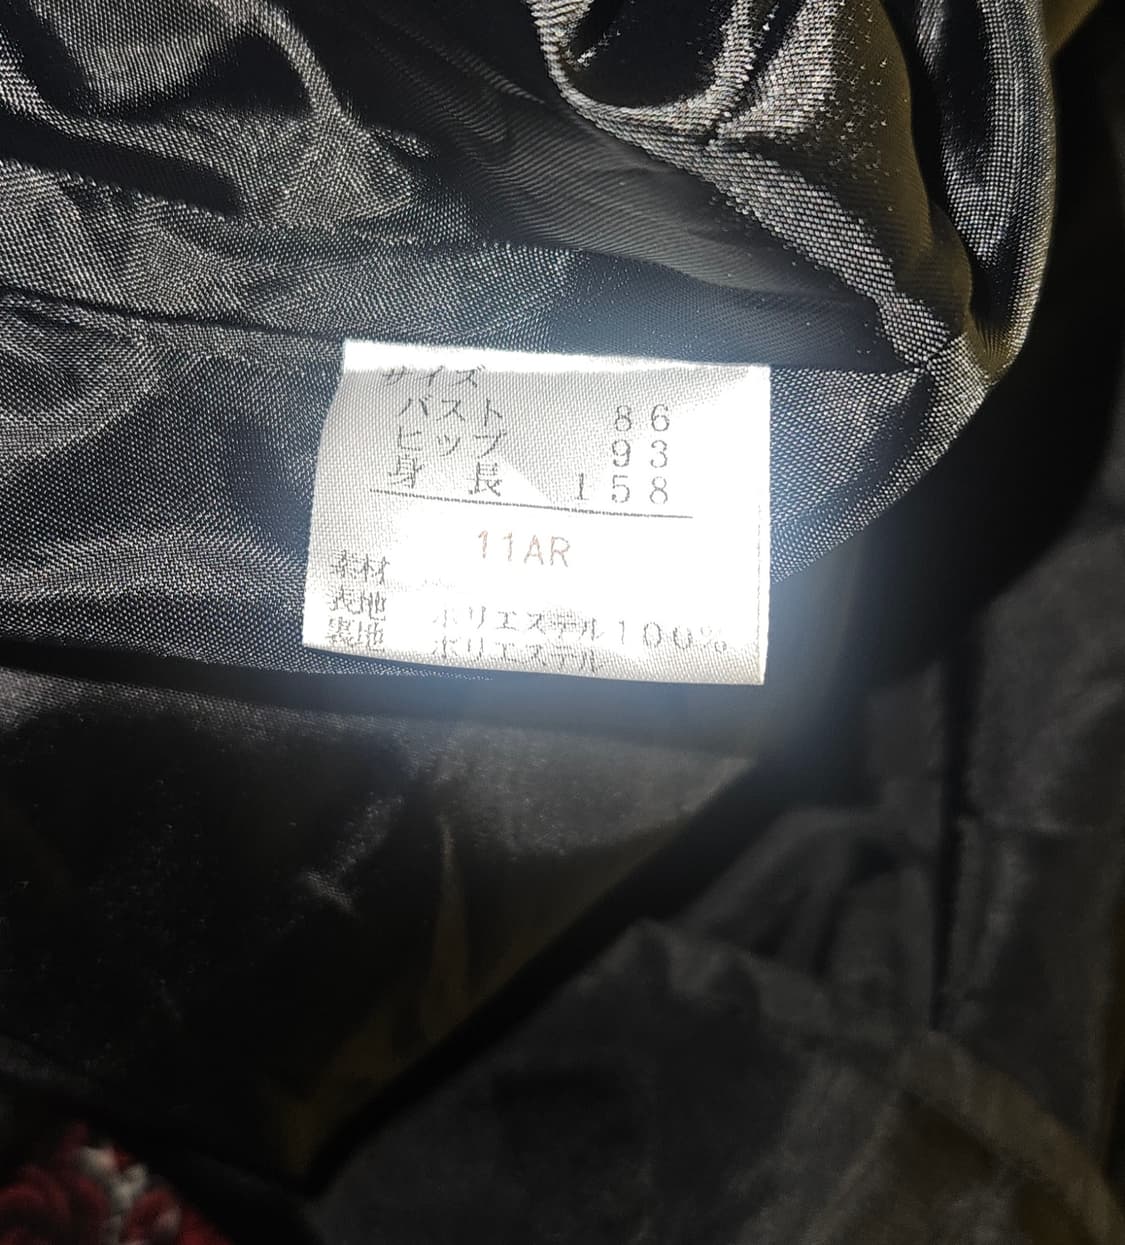 サイズ
バスト 86
ヒップ 93
身長 158
11AR
素材
表地 ポリエステル100%
裏地 ポリエステル